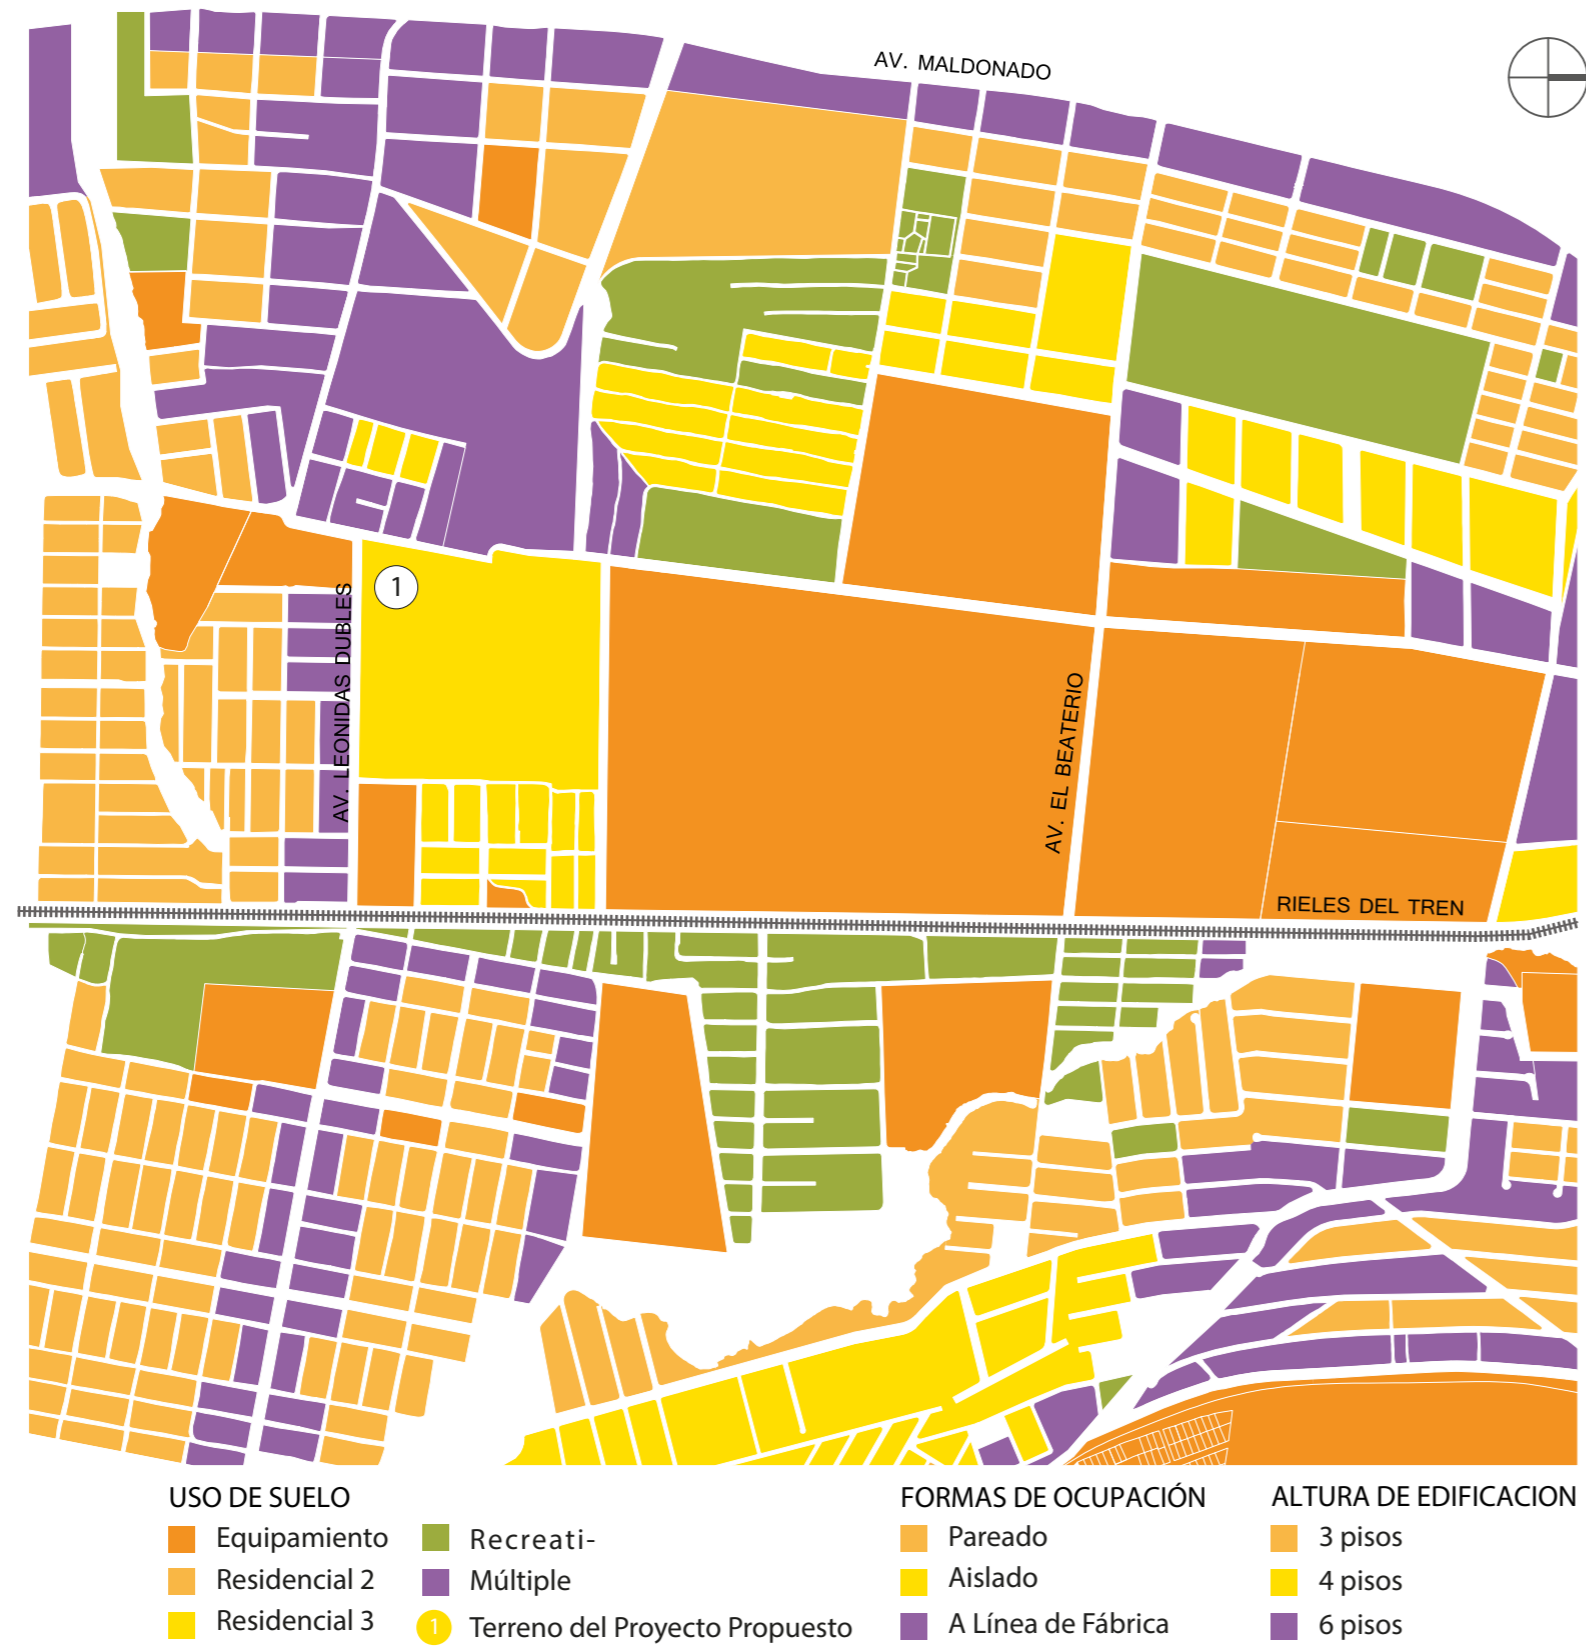 AV. MALDONADO
1
AV. LEONIDAS DUBLES
AV. EL BEATERIO
RIELES DEL TREN
USO DE SUELO
Equipamiento
Residencial 2
Residencial 3
Recreati-
Múltiple
1 Terreno del Proyecto Propuesto
FORMAS DE OCUPACIÓN
Pareado
Aislado
A Línea de Fábrica
ALTURA DE EDIFICACION
3 pisos
4 pisos
6 pisos